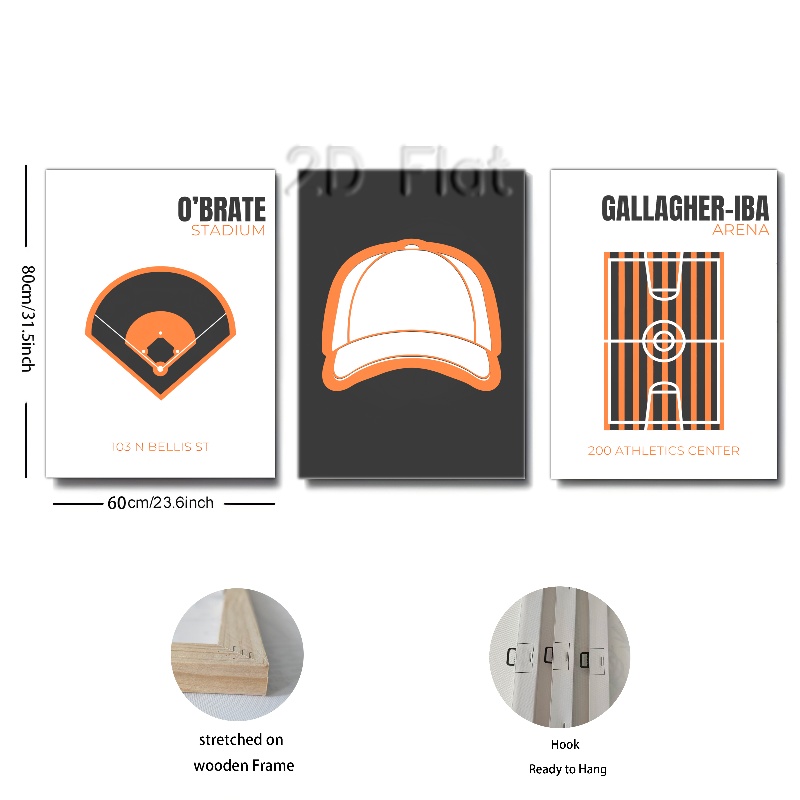 2D Flat
O'BRATE
STADIUM
103 N BELLIS ST
GALLAGHER-IBA
ARENA
200 ATHLETICS CENTER
80cm/31.5inch
60cm/23.6inch
stretched on
wooden Frame
Hook
Ready to Hang